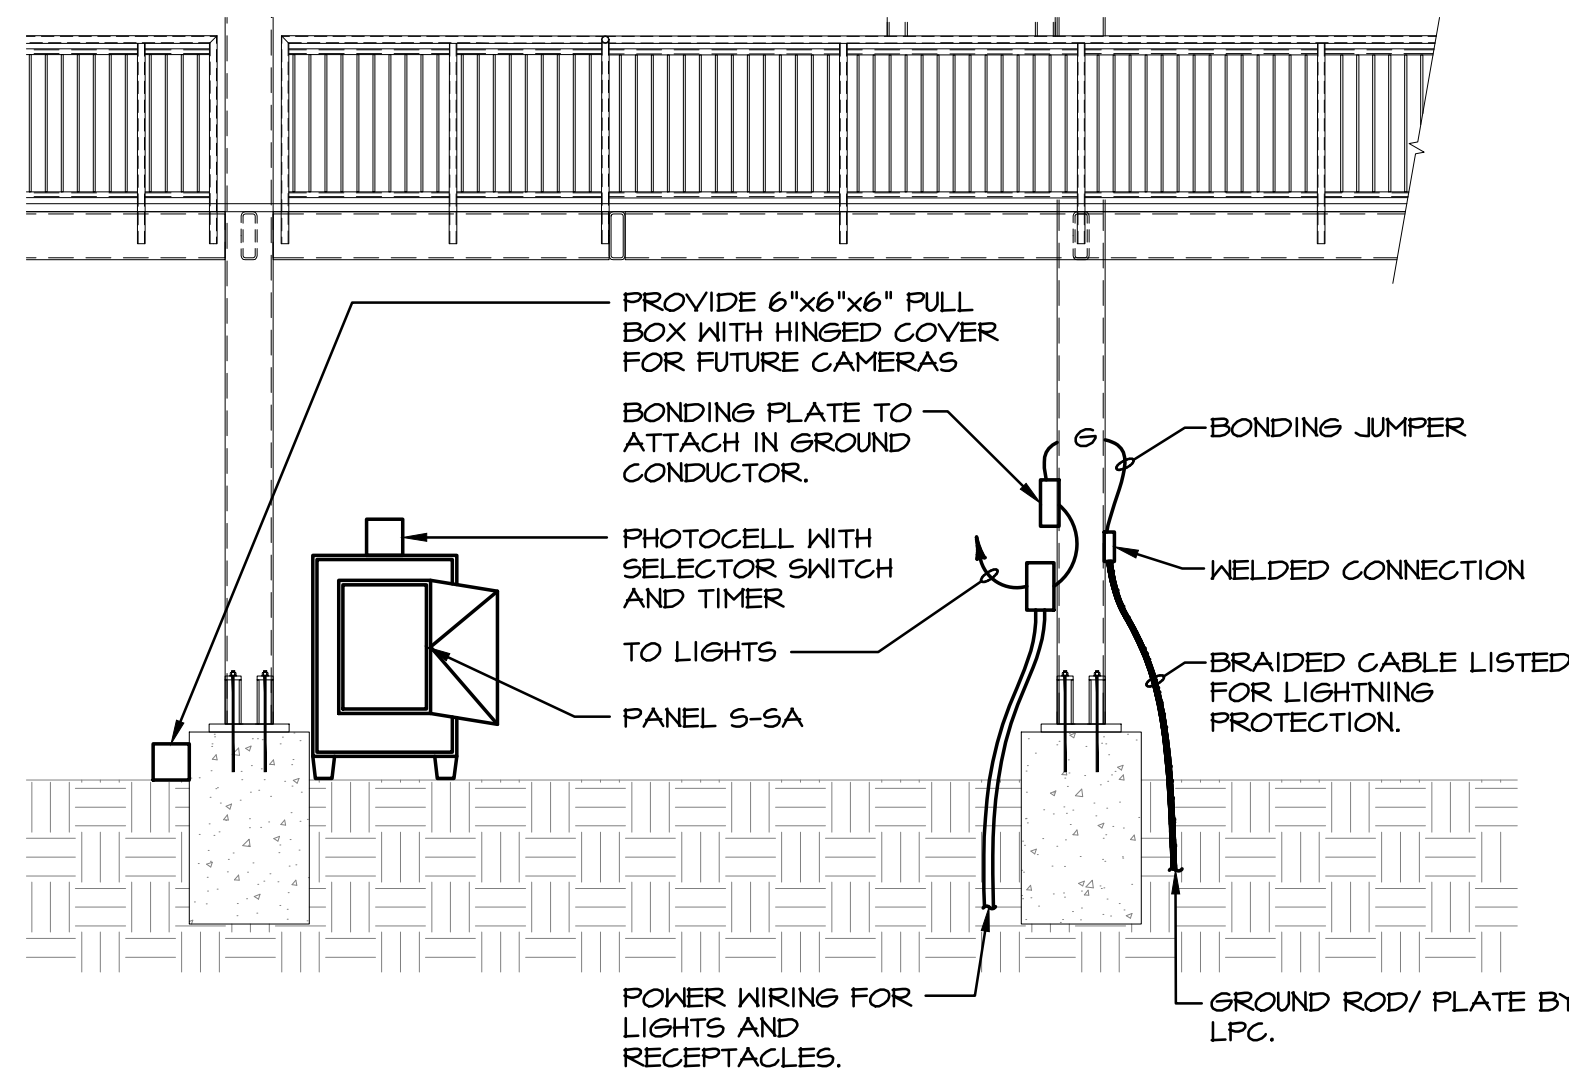 PROVIDE 6"x6"x6" PULL
BOX WITH HINGED COVER
FOR FUTURE CAMERAS
BONDING PLATE TO
ATTACH IN GROUND
CONDUCTOR.
G
BONDING JUMPER
PHOTOCELL WITH
SELECTOR SWITCH
AND TIMER
WELDED CONNECTION
TO LIGHTS
BRAIDED CABLE LISTED
FOR LIGHTNING
PROTECTION.
PANEL S-SA
POWER WIRING FOR
LIGHTS AND
RECEPTACLES.
GROUND ROD/ PLATE BY
LPC.